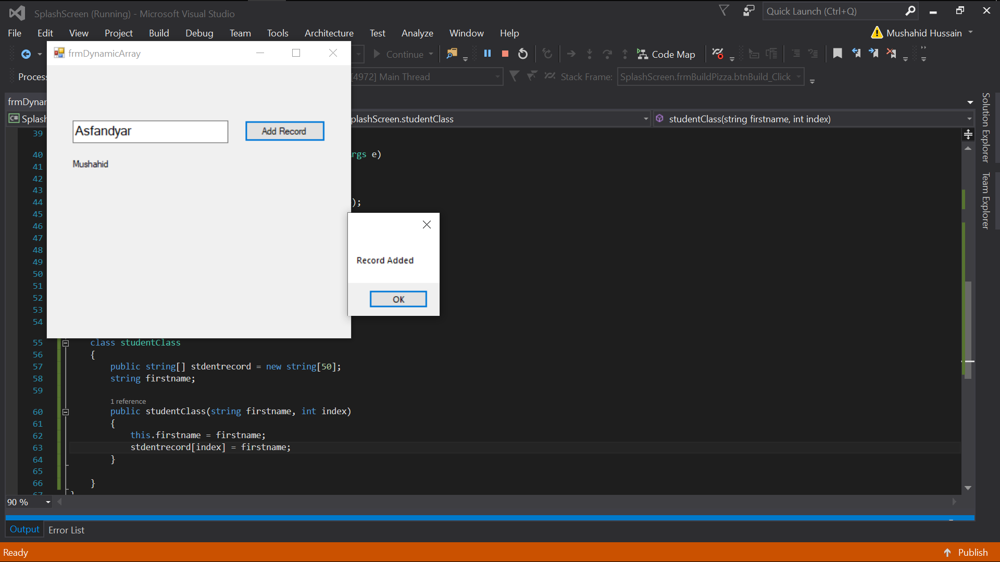 SplashScreen (Running) - Microsoft Visual Studio
Quick Launch (Ctrl+Q)
File Edit View Project Build Debug Team Tools Architecture Test Analyze Window Help
Mushahid Hussain
frmDynamicArray
Continue
Code Map
Process
[4972] Main Thread
Stack Frame:
SplashScreen.frmBuildPizza.btnBuild_Click
frmDynar
C# Splash
plashScreen.studentClass
studentClass(string firstname, int index)
Asfandyar
Add Record
Mushahid
Solution Explorer
Team Explorer
39
40 rgs e)
41
42
43
44 );
45
46
47
48
49
50
51
52
53
54
Record Added
OK
55 class studentClass
56 {
57 public string[] stdentrecord = new string[50];
58 string firstname;
59
1 reference
60 public studentClass(string firstname, int index)
61 {
62 this.firstname = firstname;
63 stdentrecord[index] = firstname;
64 }
65
66 }
67 }
90 %
Output Error List
Ready
Publish